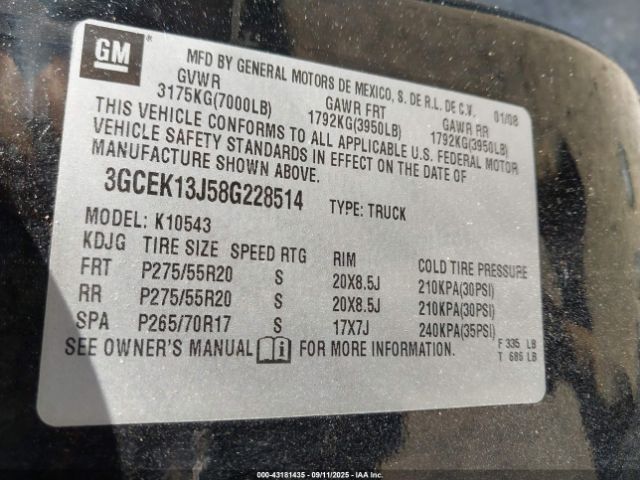 GM
MFD BY GENERAL MOTORS DE MEXICO, S. DE R.L. DE C.V. 01/08
GVWR GAWR FRT GAWR RR
3175KG(7000LB) 1792KG(3950LB) 1792KG(3950LB)
THIS VEHICLE CONFORMS TO ALL APPLICABLE U.S. FEDERAL MOTOR
VEHICLE SAFETY STANDARDS IN EFFECT ON THE DATE OF
MANUFACTURE SHOWN ABOVE.
3GCEK13J58G228514 TYPE: TRUCK
MODEL: K10543
KDJG TIRE SIZE SPEED RTG RIM COLD TIRE PRESSURE
FRT P275/55R20 S 20X8.5J 210KPA(30PSI)
RR P275/55R20 S 20X8.5J 210KPA(30PSI)
SPA P265/70R17 S 17X7J 240KPA(35PSI)
SEE OWNER'S MANUAL FOR MORE INFORMATION. F 335 LB
T 686 LB
000-43181435 - 09/11/2025 - IAAI.COM